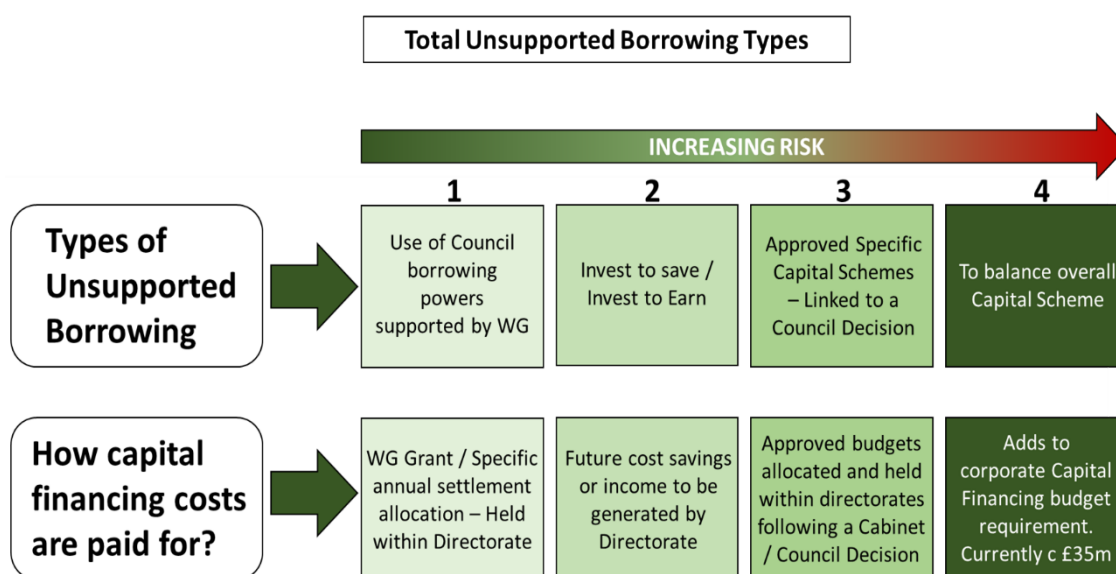 Total Unsupported Borrowing Types
INCREASING RISK
1
2
3
4
Types of
Unsupported
Borrowing
Use of Council
borrowing
powers
supported by WG
Invest to save /
Invest to Earn
Approved Specific
Capital Schemes
– Linked to a
Council Decision
To balance overall
Capital Scheme
How capital
financing costs
are paid for?
WG Grant / Specific
annual settlement
allocation – Held
within Directorate
Future cost savings
or income to be
generated by
Directorate
Approved budgets
allocated and held
within directorates
following a Cabinet
/ Council Decision
Adds to
corporate Capital
Financing budget
requirement.
Currently c £35m